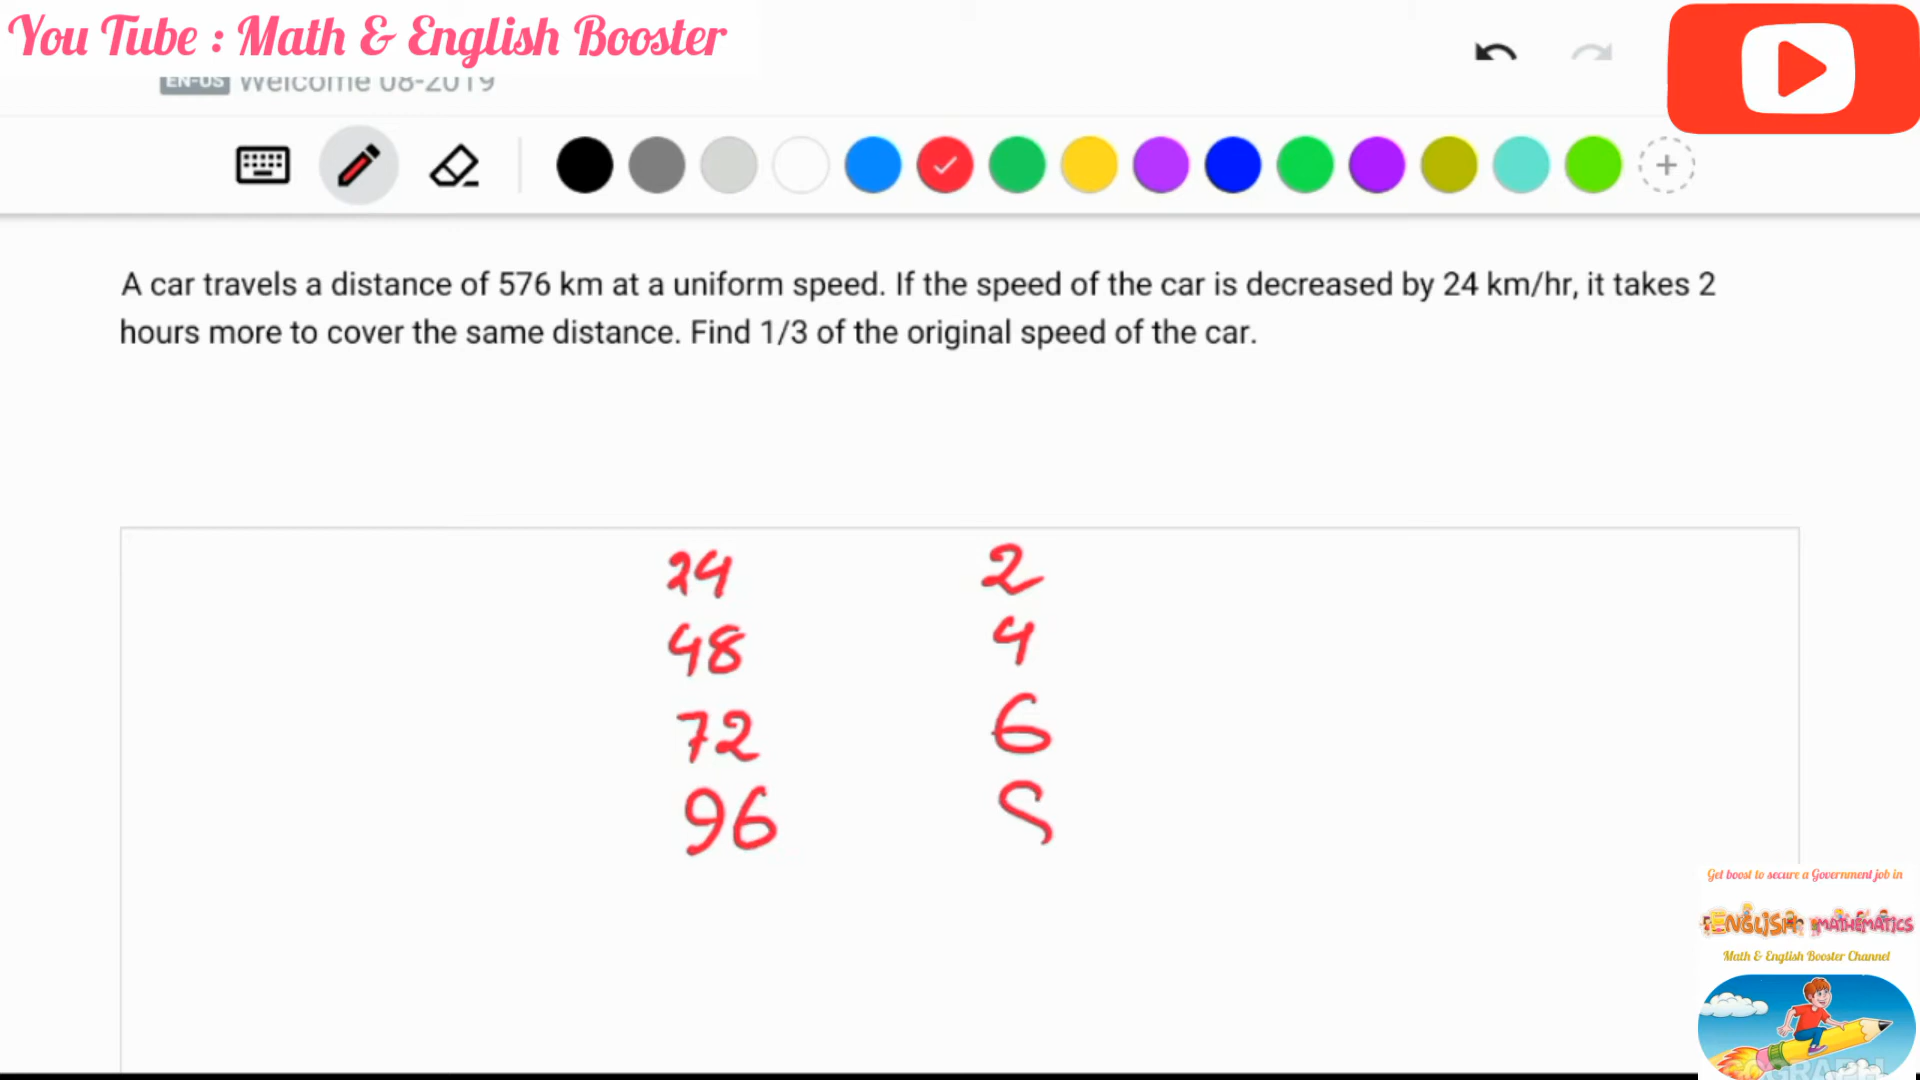 You Tube : Math & English Booster
EN-US Welcome 08-2019
A car travels a distance of 576 km at a uniform speed. If the speed of the car is decreased by 24 km/hr, it takes 2
hours more to cover the same distance. Find 1/3 of the original speed of the car.
24 2
48 4
72 6
96
Get boost to secure a Government job in
ENGLISH MATHEMATICS
Math & English Booster Channel